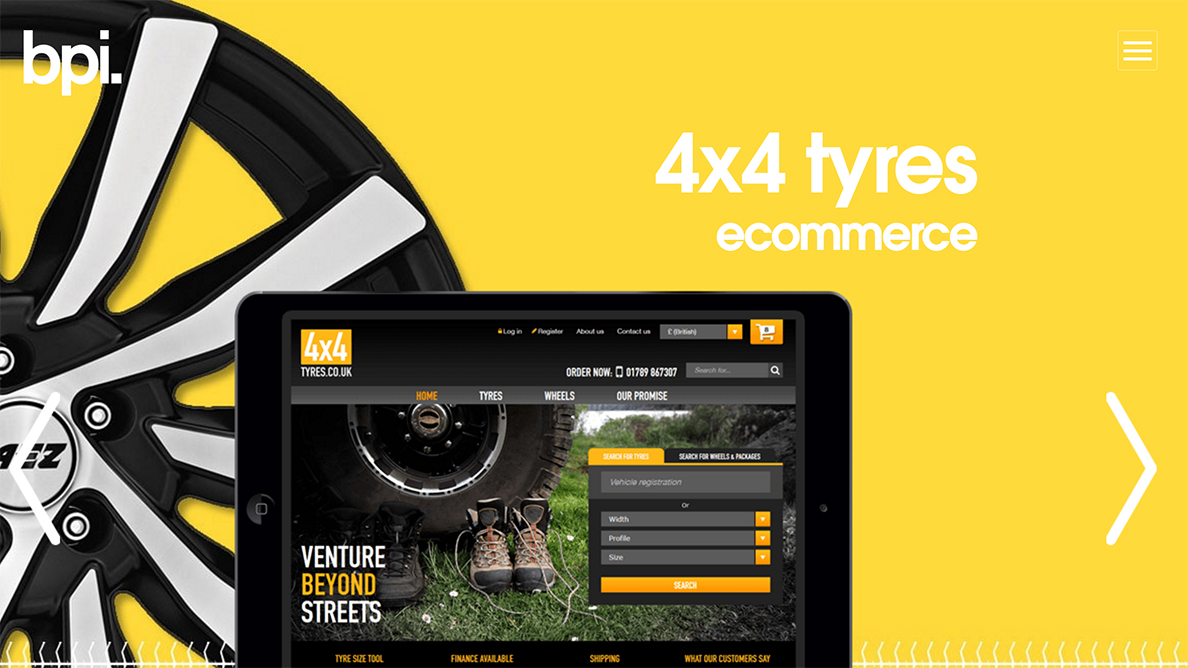 bpi.
4x4 tyres
ecommerce
AEZ
Log in Register About us Contact us £ (British) 0
4x4
TYRES.CO.UK
ORDER NOW: 01789 867307 Search for...
HOME TYRES WHEELS OUR PROMISE
SEARCH FOR TYRES SEARCH FOR WHEELS & PACKAGES
Vehicle registration
Or
Width
Profile
Size
SEARCH
VENTURE
BEYOND
STREETS
TYRE SIZE TOOL FINANCE AVAILABLE SHIPPING WHAT OUR CUSTOMERS SAY